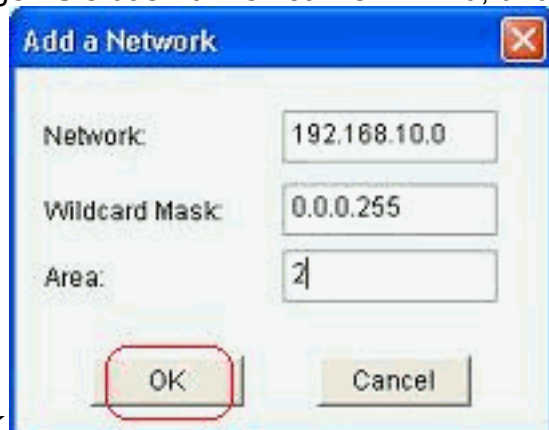 Add a Network
Network: 192.168.10.0
Wildcard Mask: 0.0.0.255
Area: 2
OK Cancel